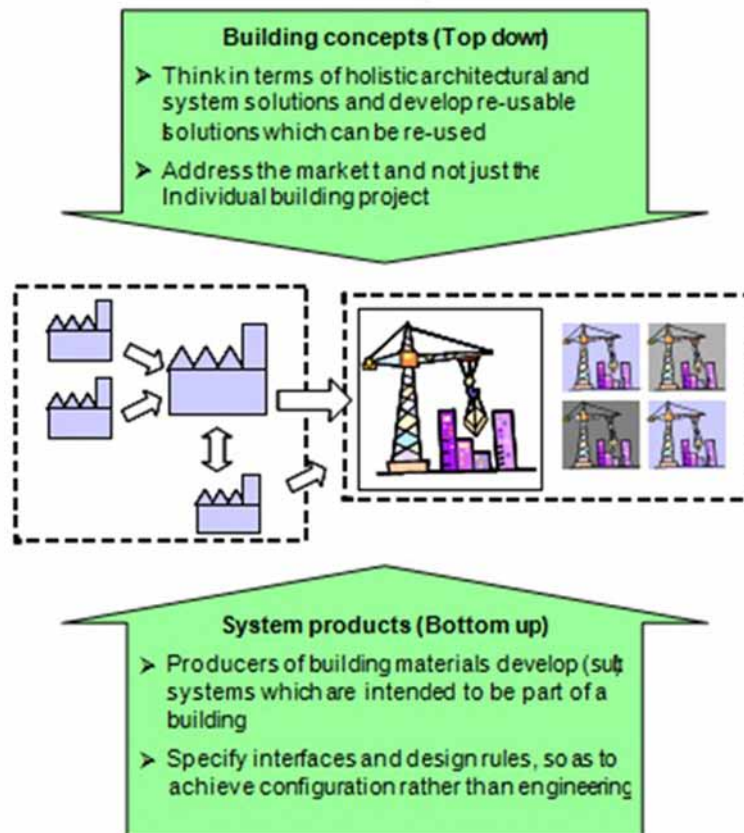 Building concepts (Top down)
➢ Think in terms of holistic architectural and
system solutions and develop re-usable
solutions which can be re-used
➢ Address the market t and not just the
Individual building project
System products (Bottom up)
➢ Producers of building materials develop (sub
systems which are intended to be part of a
building
➢ Specify interfaces and design rules, so as to
achieve configuration rather than engineering